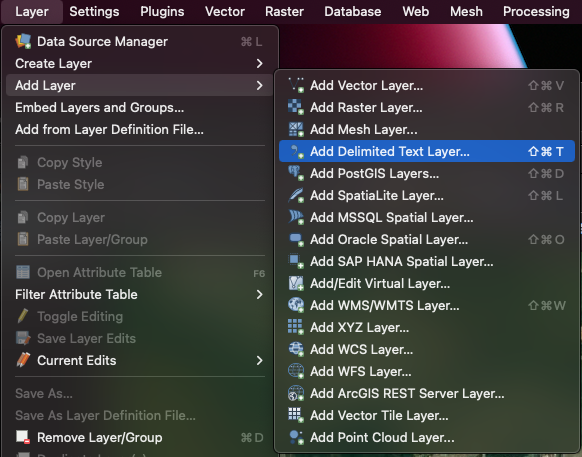 Layer Settings Plugins Vector Raster Database Web Mesh Processing
Data Source Manager ⌘ L
Create Layer >
Add Layer >
Embed Layers and Groups...
Add from Layer Definition File...
Copy Style
Paste Style
Copy Layer
Paste Layer/Group
Open Attribute Table F6
Filter Attribute Table >
Toggle Editing
Save Layer Edits
Current Edits >
Save As...
Save As Layer Definition File...
Remove Layer/Group ⌘ D
Add Vector Layer... ⇧ ⌘ V
Add Raster Layer... ⇧ ⌘ R
Add Mesh Layer...
Add Delimited Text Layer... ⇧ ⌘ T
Add PostGIS Layers... ⇧ ⌘ D
Add SpatiaLite Layer... ⇧ ⌘ L
Add MSSQL Spatial Layer...
Add Oracle Spatial Layer... ⇧ ⌘ O
Add SAP HANA Spatial Layer...
Add/Edit Virtual Layer...
Add WMS/WMTS Layer... ⇧ ⌘ W
Add XYZ Layer...
Add WCS Layer...
Add WFS Layer...
Add ArcGIS REST Server Layer...
Add Vector Tile Layer...
Add Point Cloud Layer...